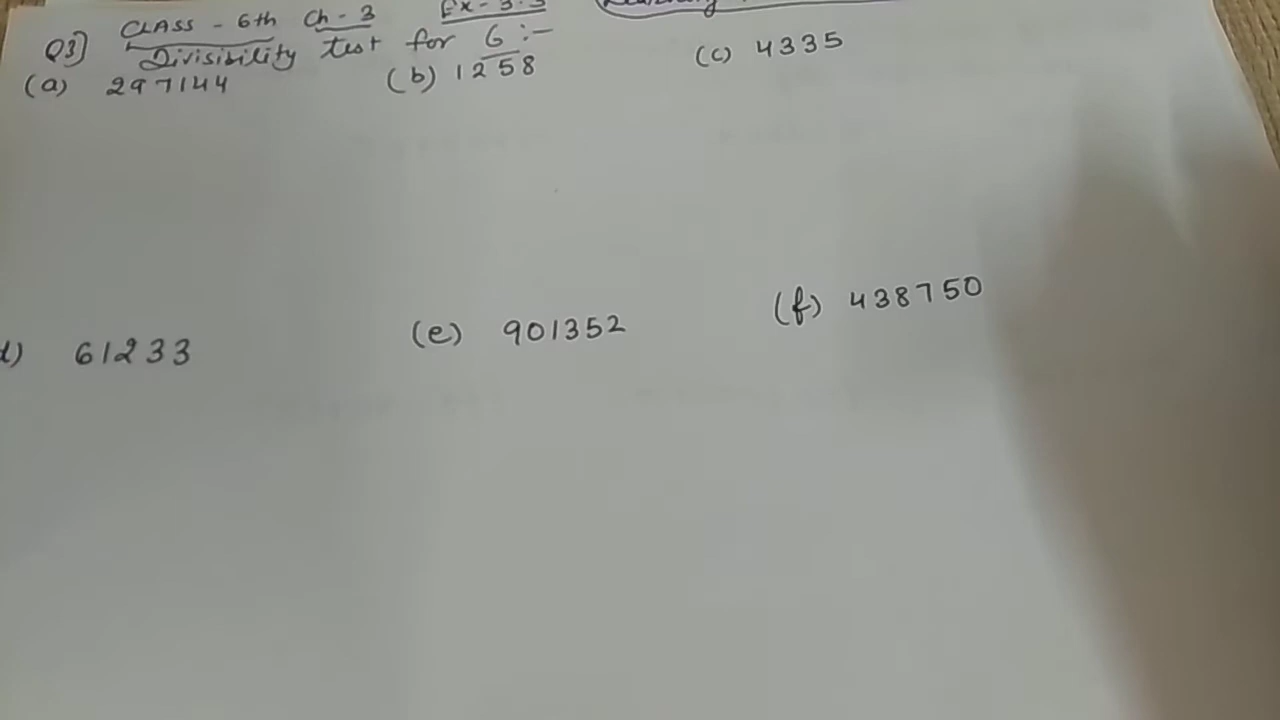 CLASS - 6th Ch - 3 Ex - 3.3
Q3] Divisibility test for 6 :-
(a) 297144 (b) 1258 (c) 4335
d) 61233 (e) 901352 (f) 438750